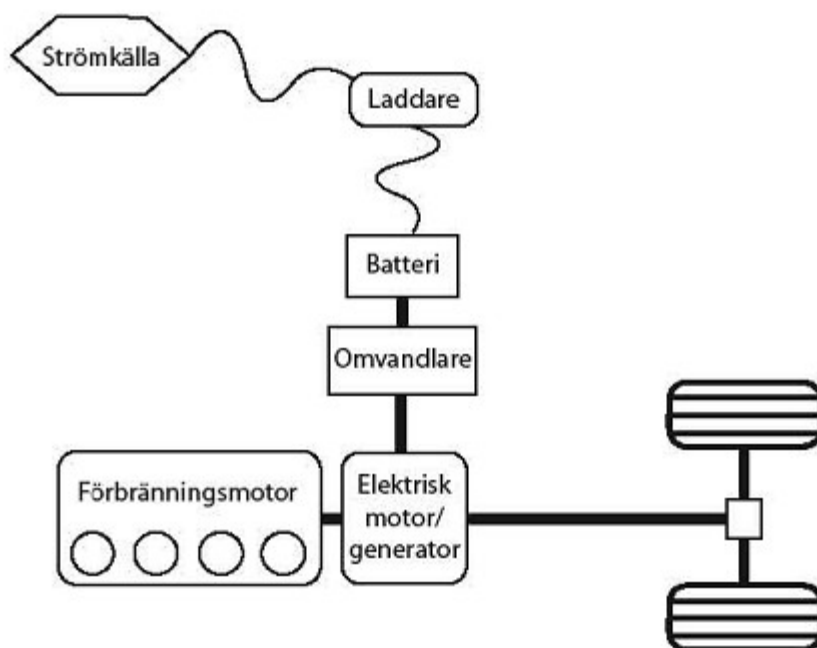 Strömkälla
Laddare
Batteri
Omvandlare
Förbränningsmotor
Elektrisk
motor/
generator